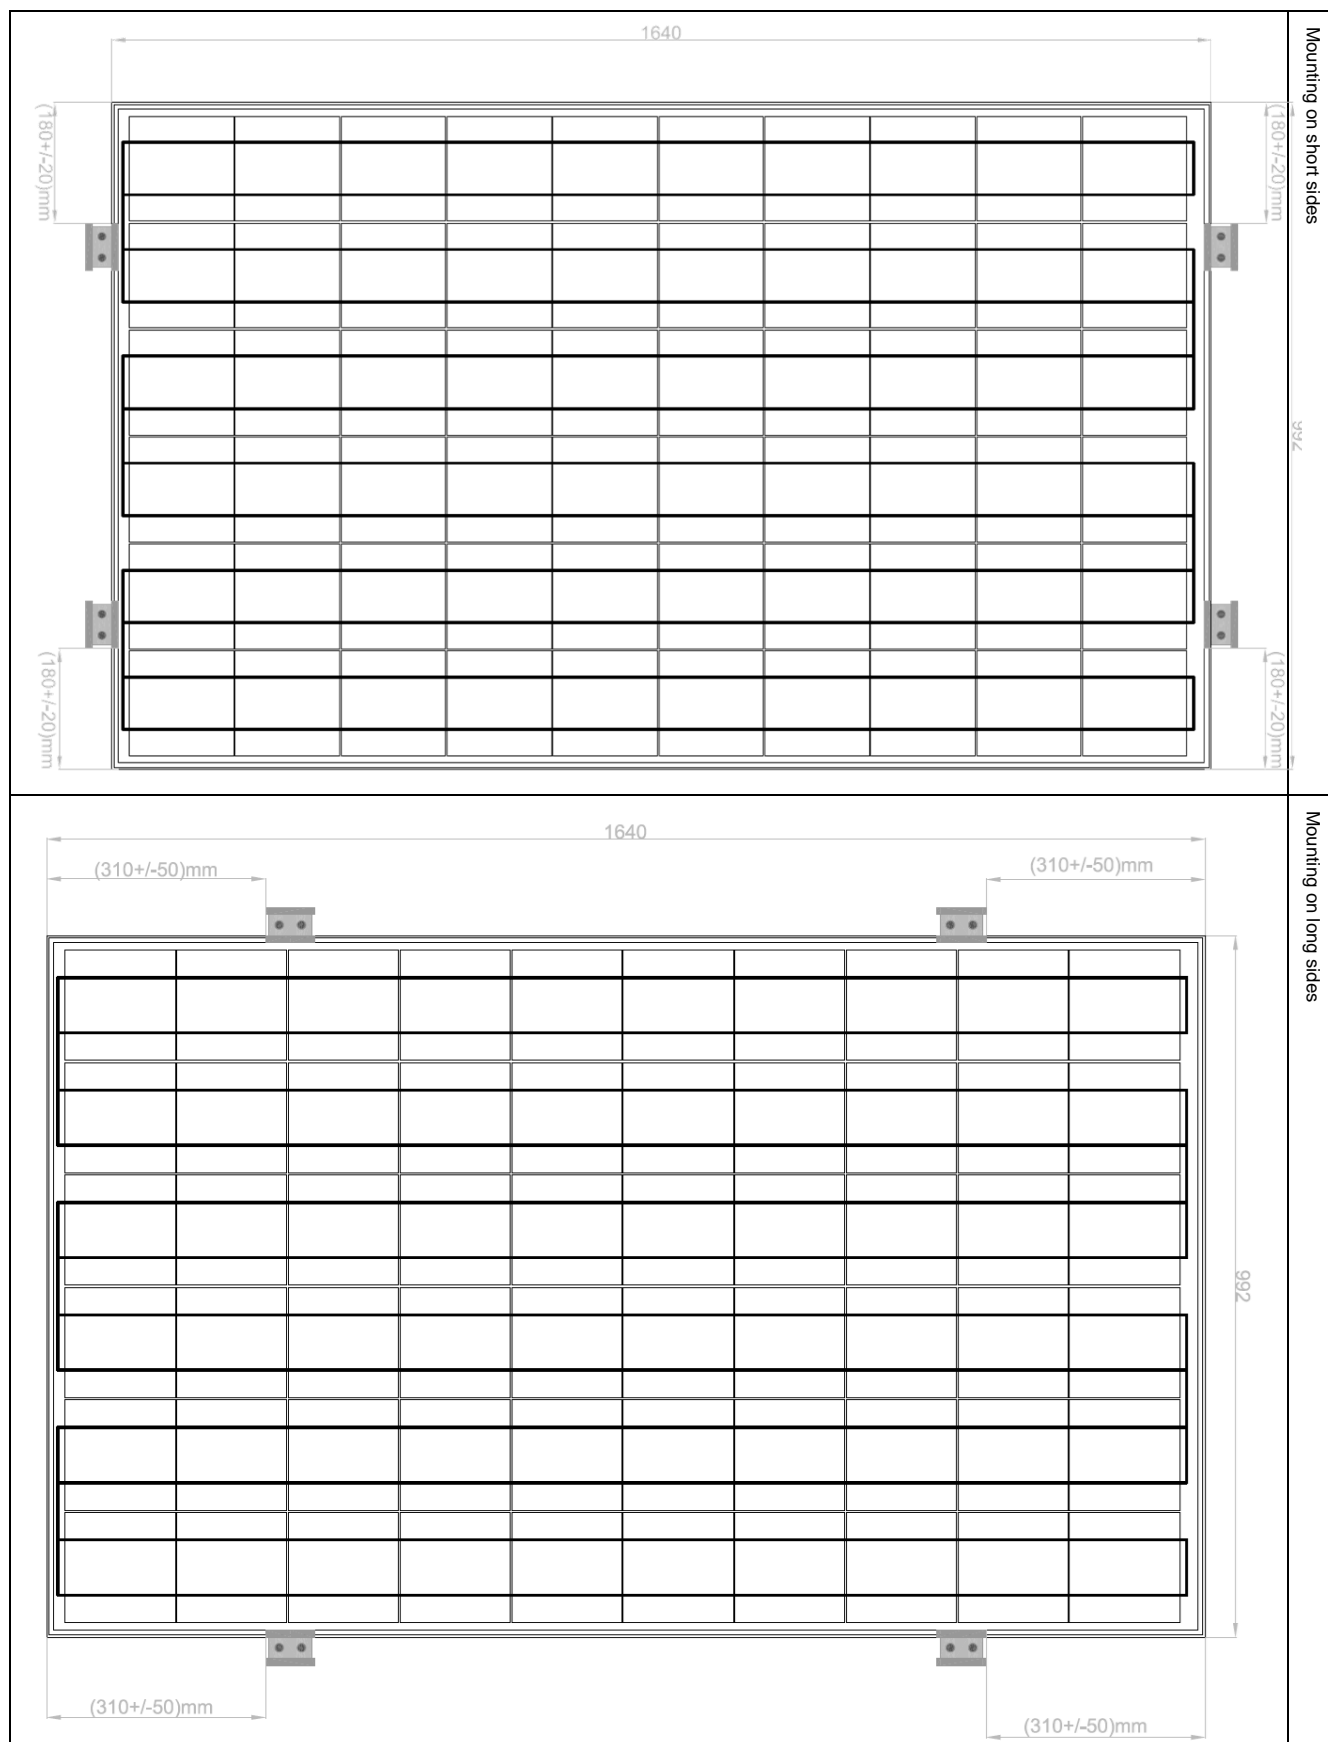 Mounting on short sides
1640
(180+/-20)mm
(180+/-20)mm
992
(180+/-20)mm
(180+/-20)mm
Mounting on long sides
1640
(310+/-50)mm
(310+/-50)mm
992
(310+/-50)mm
(310+/-50)mm